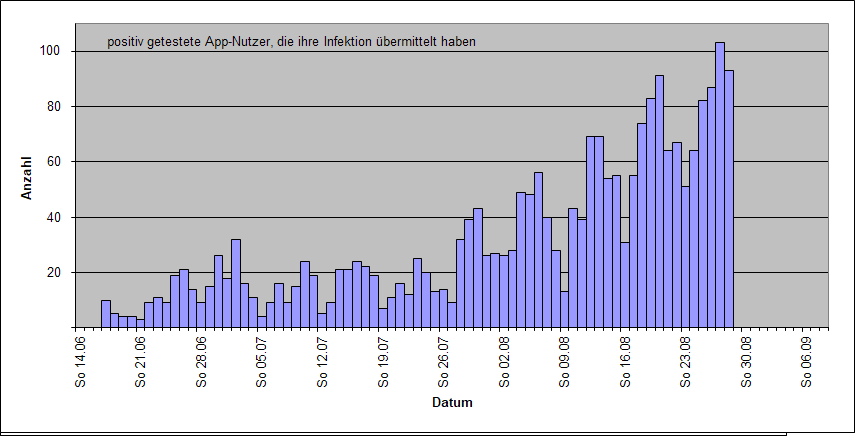 positiv getestete App-Nutzer, die ihre Infektion übermittelt haben
Anzahl
100
80
60
40
20
So 14.06
So 21.06
So 28.06
So 05.07
So 12.07
So 19.07
So 26.07
So 02.08
So 09.08
So 16.08
So 23.08
So 30.08
So 06.09
Datum